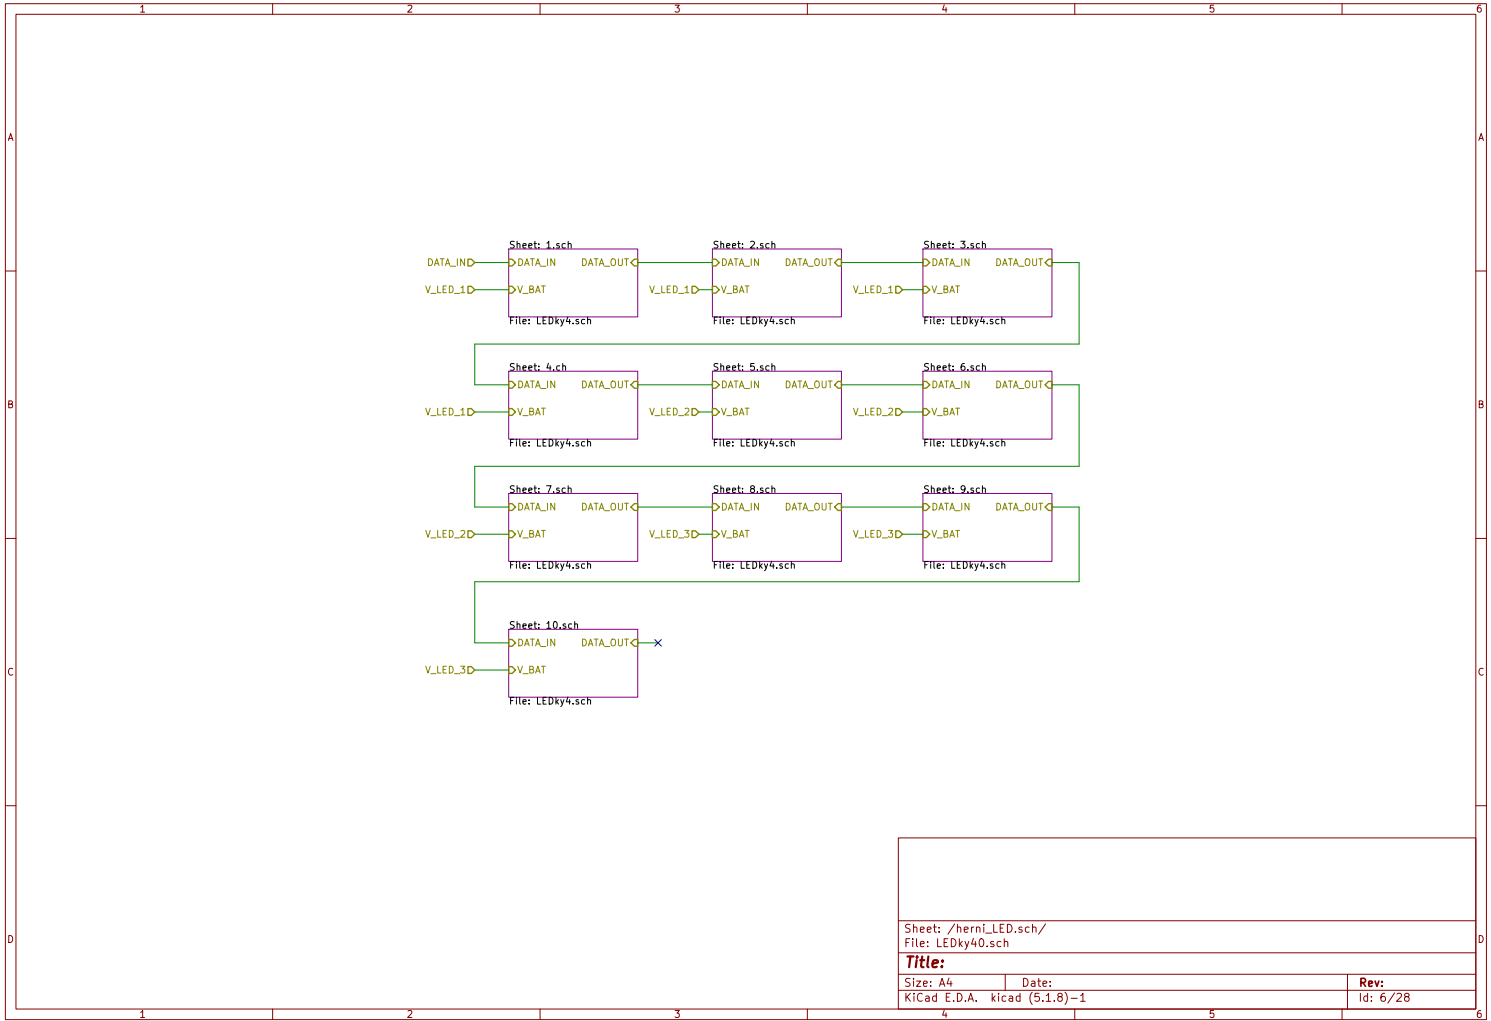 1 2 3 4 5 6
A A
Sheet: 1.sch Sheet: 2.sch Sheet: 3.sch
DATA_IN DATA_IN DATA_OUT DATA_IN DATA_OUT DATA_IN DATA_OUT
V_LED_1 V_BAT V_LED_1 V_BAT V_LED_1 V_BAT
File: LEDky4.sch File: LEDky4.sch File: LEDky4.sch
Sheet: 4.ch Sheet: 5.sch Sheet: 6.sch
DATA_IN DATA_OUT DATA_IN DATA_OUT DATA_IN DATA_OUT
B B
V_LED_1 V_BAT V_LED_2 V_BAT V_LED_2 V_BAT
File: LEDky4.sch File: LEDky4.sch File: LEDky4.sch
Sheet: 7.sch Sheet: 8.sch Sheet: 9.sch
DATA_IN DATA_OUT DATA_IN DATA_OUT DATA_IN DATA_OUT
V_LED_2 V_BAT V_LED_3 V_BAT V_LED_3 V_BAT
File: LEDky4.sch File: LEDky4.sch File: LEDky4.sch
Sheet: 10.sch
DATA_IN DATA_OUT
V_LED_3 V_BAT
C C
File: LEDky4.sch
Sheet: /herni_LED.sch/
D D
File: LEDky40.sch
Title:
Size: A4 Date: Rev:
KiCad E.D.A. kicad (5.1.8)-1 Id: 6/28
1 2 3 4 5 6